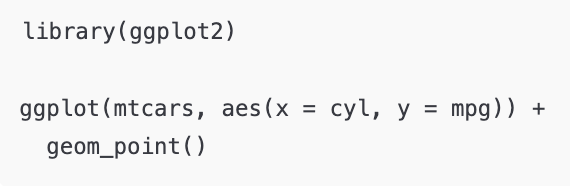 library(ggplot2)
ggplot(mtcars, aes(x = cyl, y = mpg)) +
  geom_point()